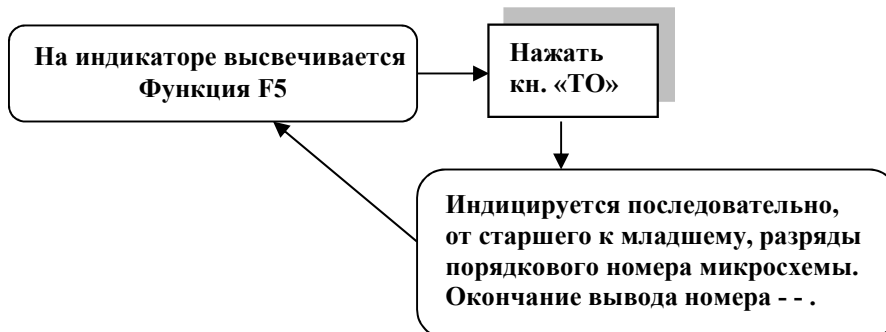 На индикаторе высвечивается
Функция F5
Нажать
кн. «ТО»
Индицируется последовательно,
от старшего к младшему, разряды
порядкового номера микросхемы.
Окончание вывода номера - - .